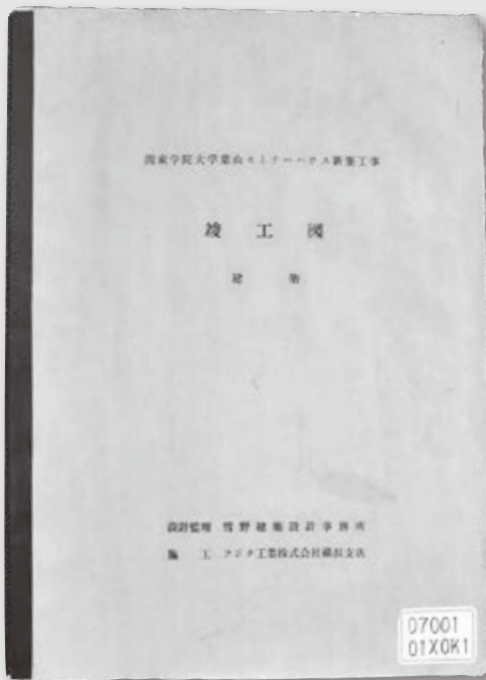 関東学院大学葉山セミナーハウス新築工事
竣 工 図
建 築
設計監理 雪野建築設計事務所
施 工 フジタ工業株式会社横浜支店
07001
01X0K1